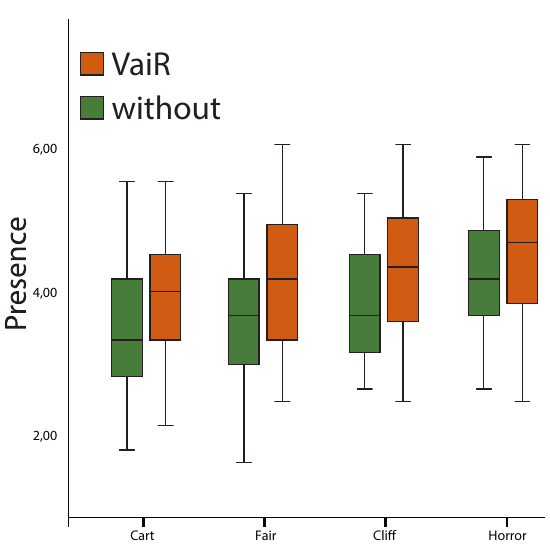 VaiR
without
6,00
4,00
2,00
Presence
Cart
Fair
Cliff
Horror